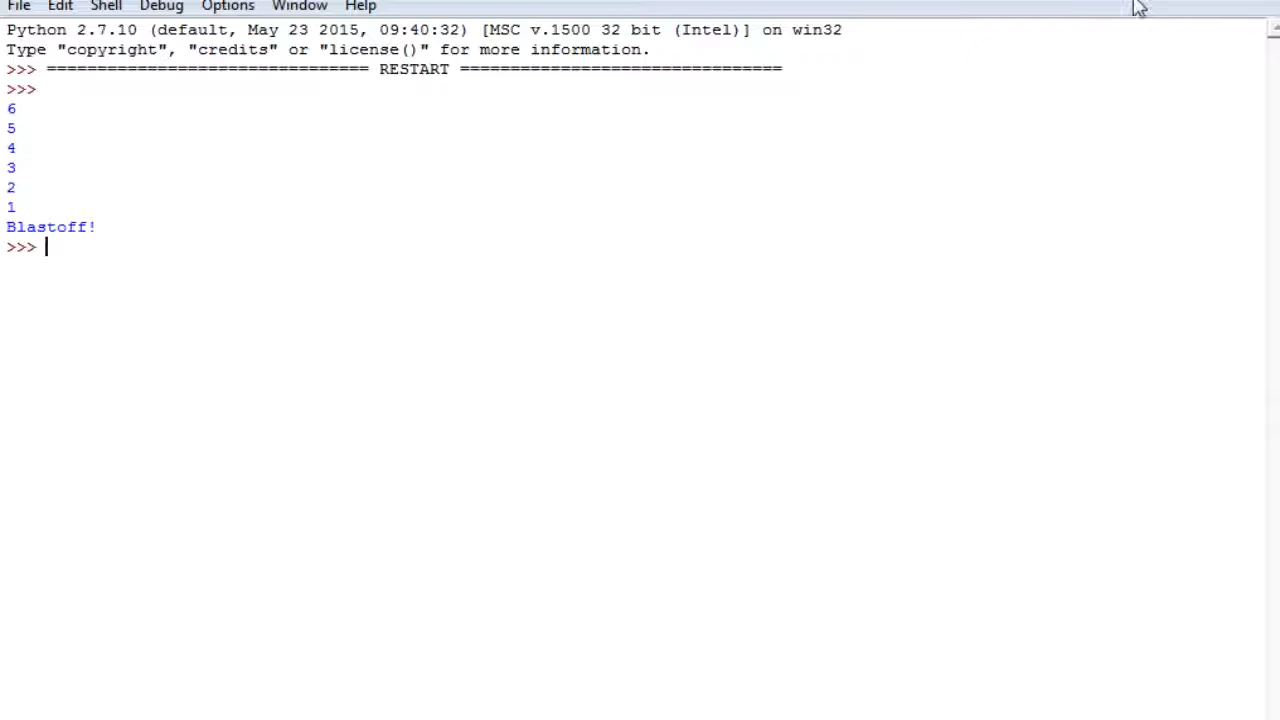 File Edit Shell Debug Options Window Help
Python 2.7.10 (default, May 23 2015, 09:40:32) [MSC v.1500 32 bit (Intel)] on win32
Type "copyright", "credits" or "license()" for more information.
>>> ================================ RESTART ================================
>>>
6
5
4
3
2
1
Blastoff!
>>>